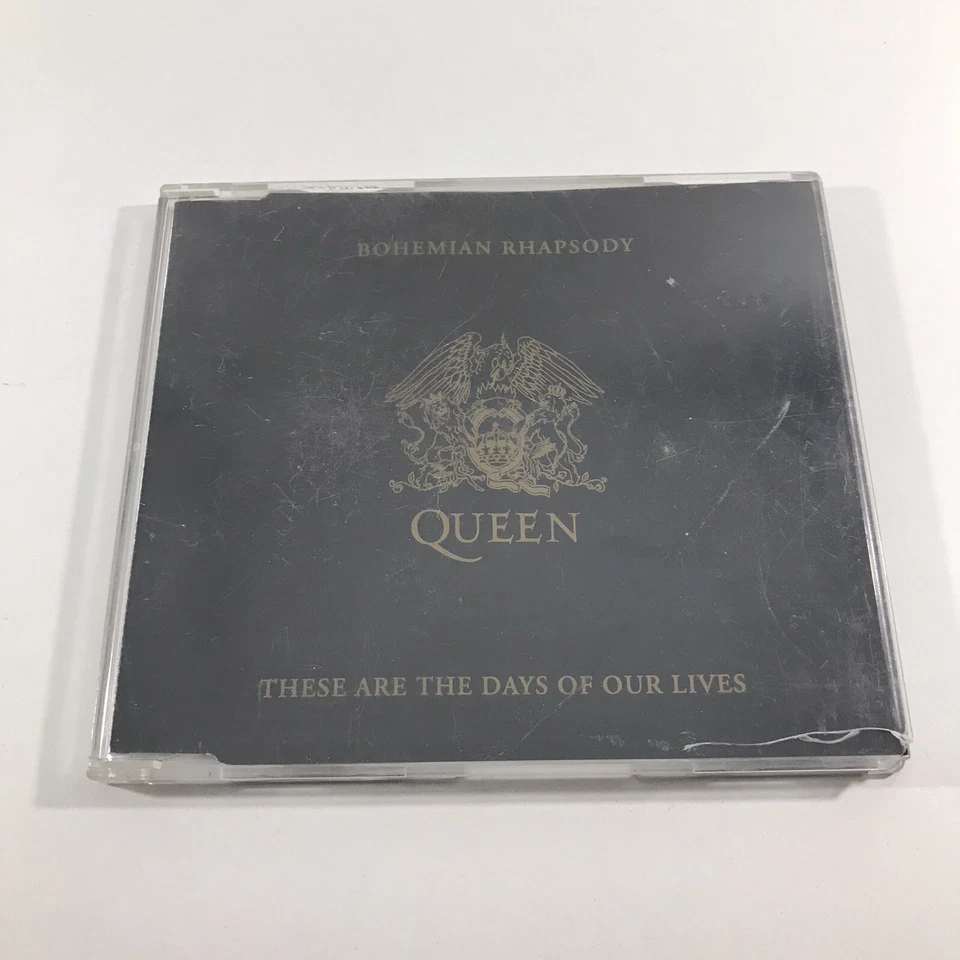 BOHEMIAN RHAPSODY
QUEEN
THESE ARE THE DAYS OF OUR LIVES